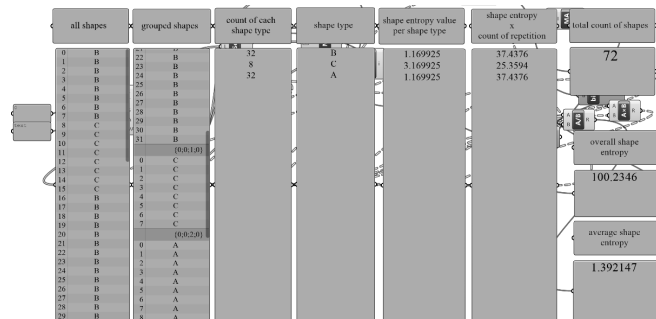 all shapes
0 B
1 B
2 B
3 B
4 B
5 B
6 B
7 B
8 C
9 C
10 C
11 C
12 C
13 C
14 C
15 C
16 B
17 B
18 B
19 B
20 B
21 B
22 B
23 B
24 B
25 B
26 B
27 B
28 B
29 B
grouped shapes
21 B
22 B
23 B
24 B
25 B
26 B
27 B
28 B
29 B
30 B
31 B
{0;0;1;0}
0 C
1 C
2 C
3 C
4 C
5 C
6 C
7 C
{0;0;2;0}
0 A
1 A
2 A
3 A
4 A
5 A
6 A
7 A
8 A
count of each
shape type
32
8
32
shape type
B
C
A
shape entropy value
per shape type
1.169925
3.169925
1.169925
shape entropy
x
count of repetition
37.4376
25.3594
37.4376
total count of shapes
72
A
B
A/B
R
A
B
A×B
R
overall shape
entropy
100.2346
average shape
entropy
1.392147